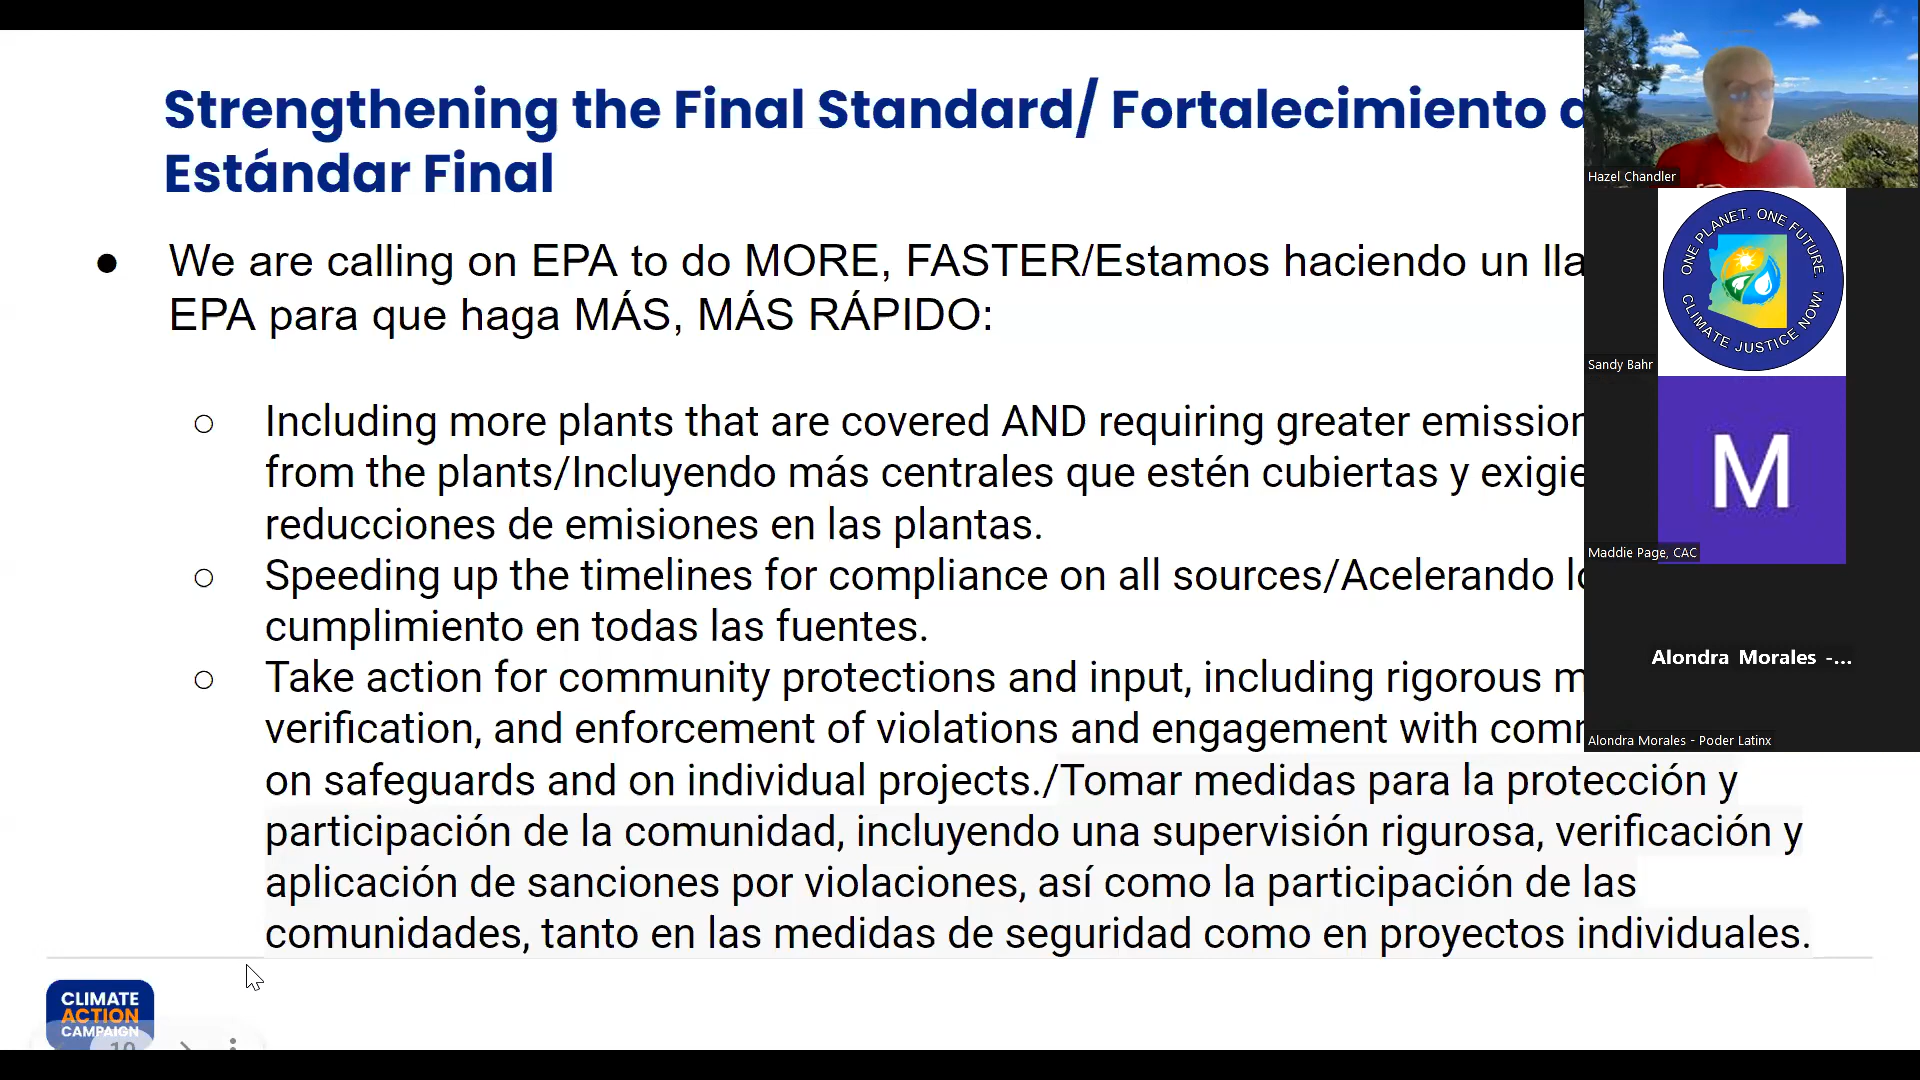 Strengthening the Final Standard/ Fortalecimiento
Estándar Final
● We are calling on EPA to do MORE, FASTER/Estamos haciendo un
EPA para que haga MÁS, MÁS RÁPIDO:
○ Including more plants that are covered AND requiring greater
from the plants/Incluyendo más centrales que estén cubiertas y
reducciones de emisiones en las plantas.
○ Speeding up the timelines for compliance on all sources/Acelerando
cumplimiento en todas las fuentes.
○ Take action for community protections and input, including rigorous
verification, and enforcement of violations and engagement with
on safeguards and on individual projects./Tomar medidas para la protección y
participación de la comunidad, incluyendo una supervisión rigurosa, verificación y
aplicación de sanciones por violaciones, así como la participación de las
comunidades, tanto en las medidas de seguridad como en proyectos individuales.
CLIMATE
ACTION
CAMPAIGN
10
Hazel Chandler
ONE PLANET. ONE FUTURE.
CLIMATE JUSTICE NOW!
Sandy Bahr
M
Maddie Page, CAC
Alondra Morales -...
Alondra Morales - Poder Latinx